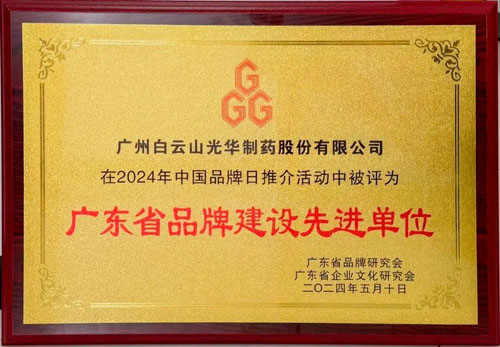 G
GGG
广州白云山光华制药股份有限公司
在2024年中国品牌日推介活动中被评为
广东省品牌建设先进单位
广东省品牌研究会
广东省企业文化研究会
二〇二四年五月十日